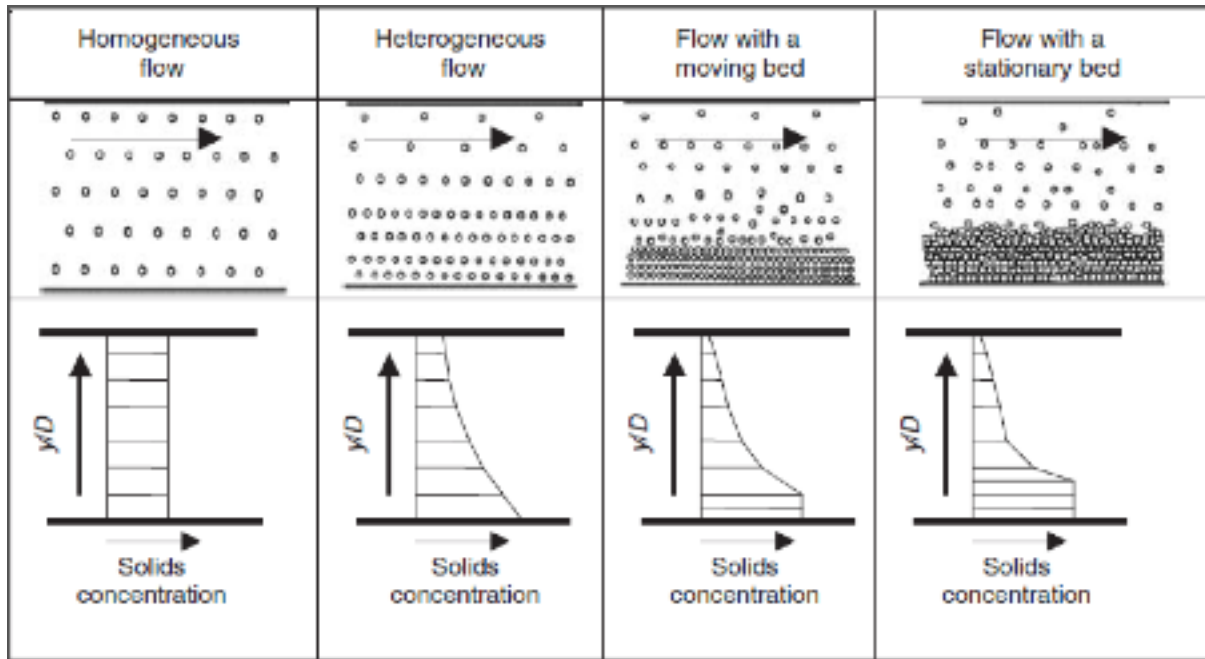 Homogeneous
flow
Heterogeneous
flow
Flow with a
moving bed
Flow with a
stationary bed
y/D
y/D
y/D
y/D
Solids
concentration
Solids
concentration
Solids
concentration
Solids
concentration